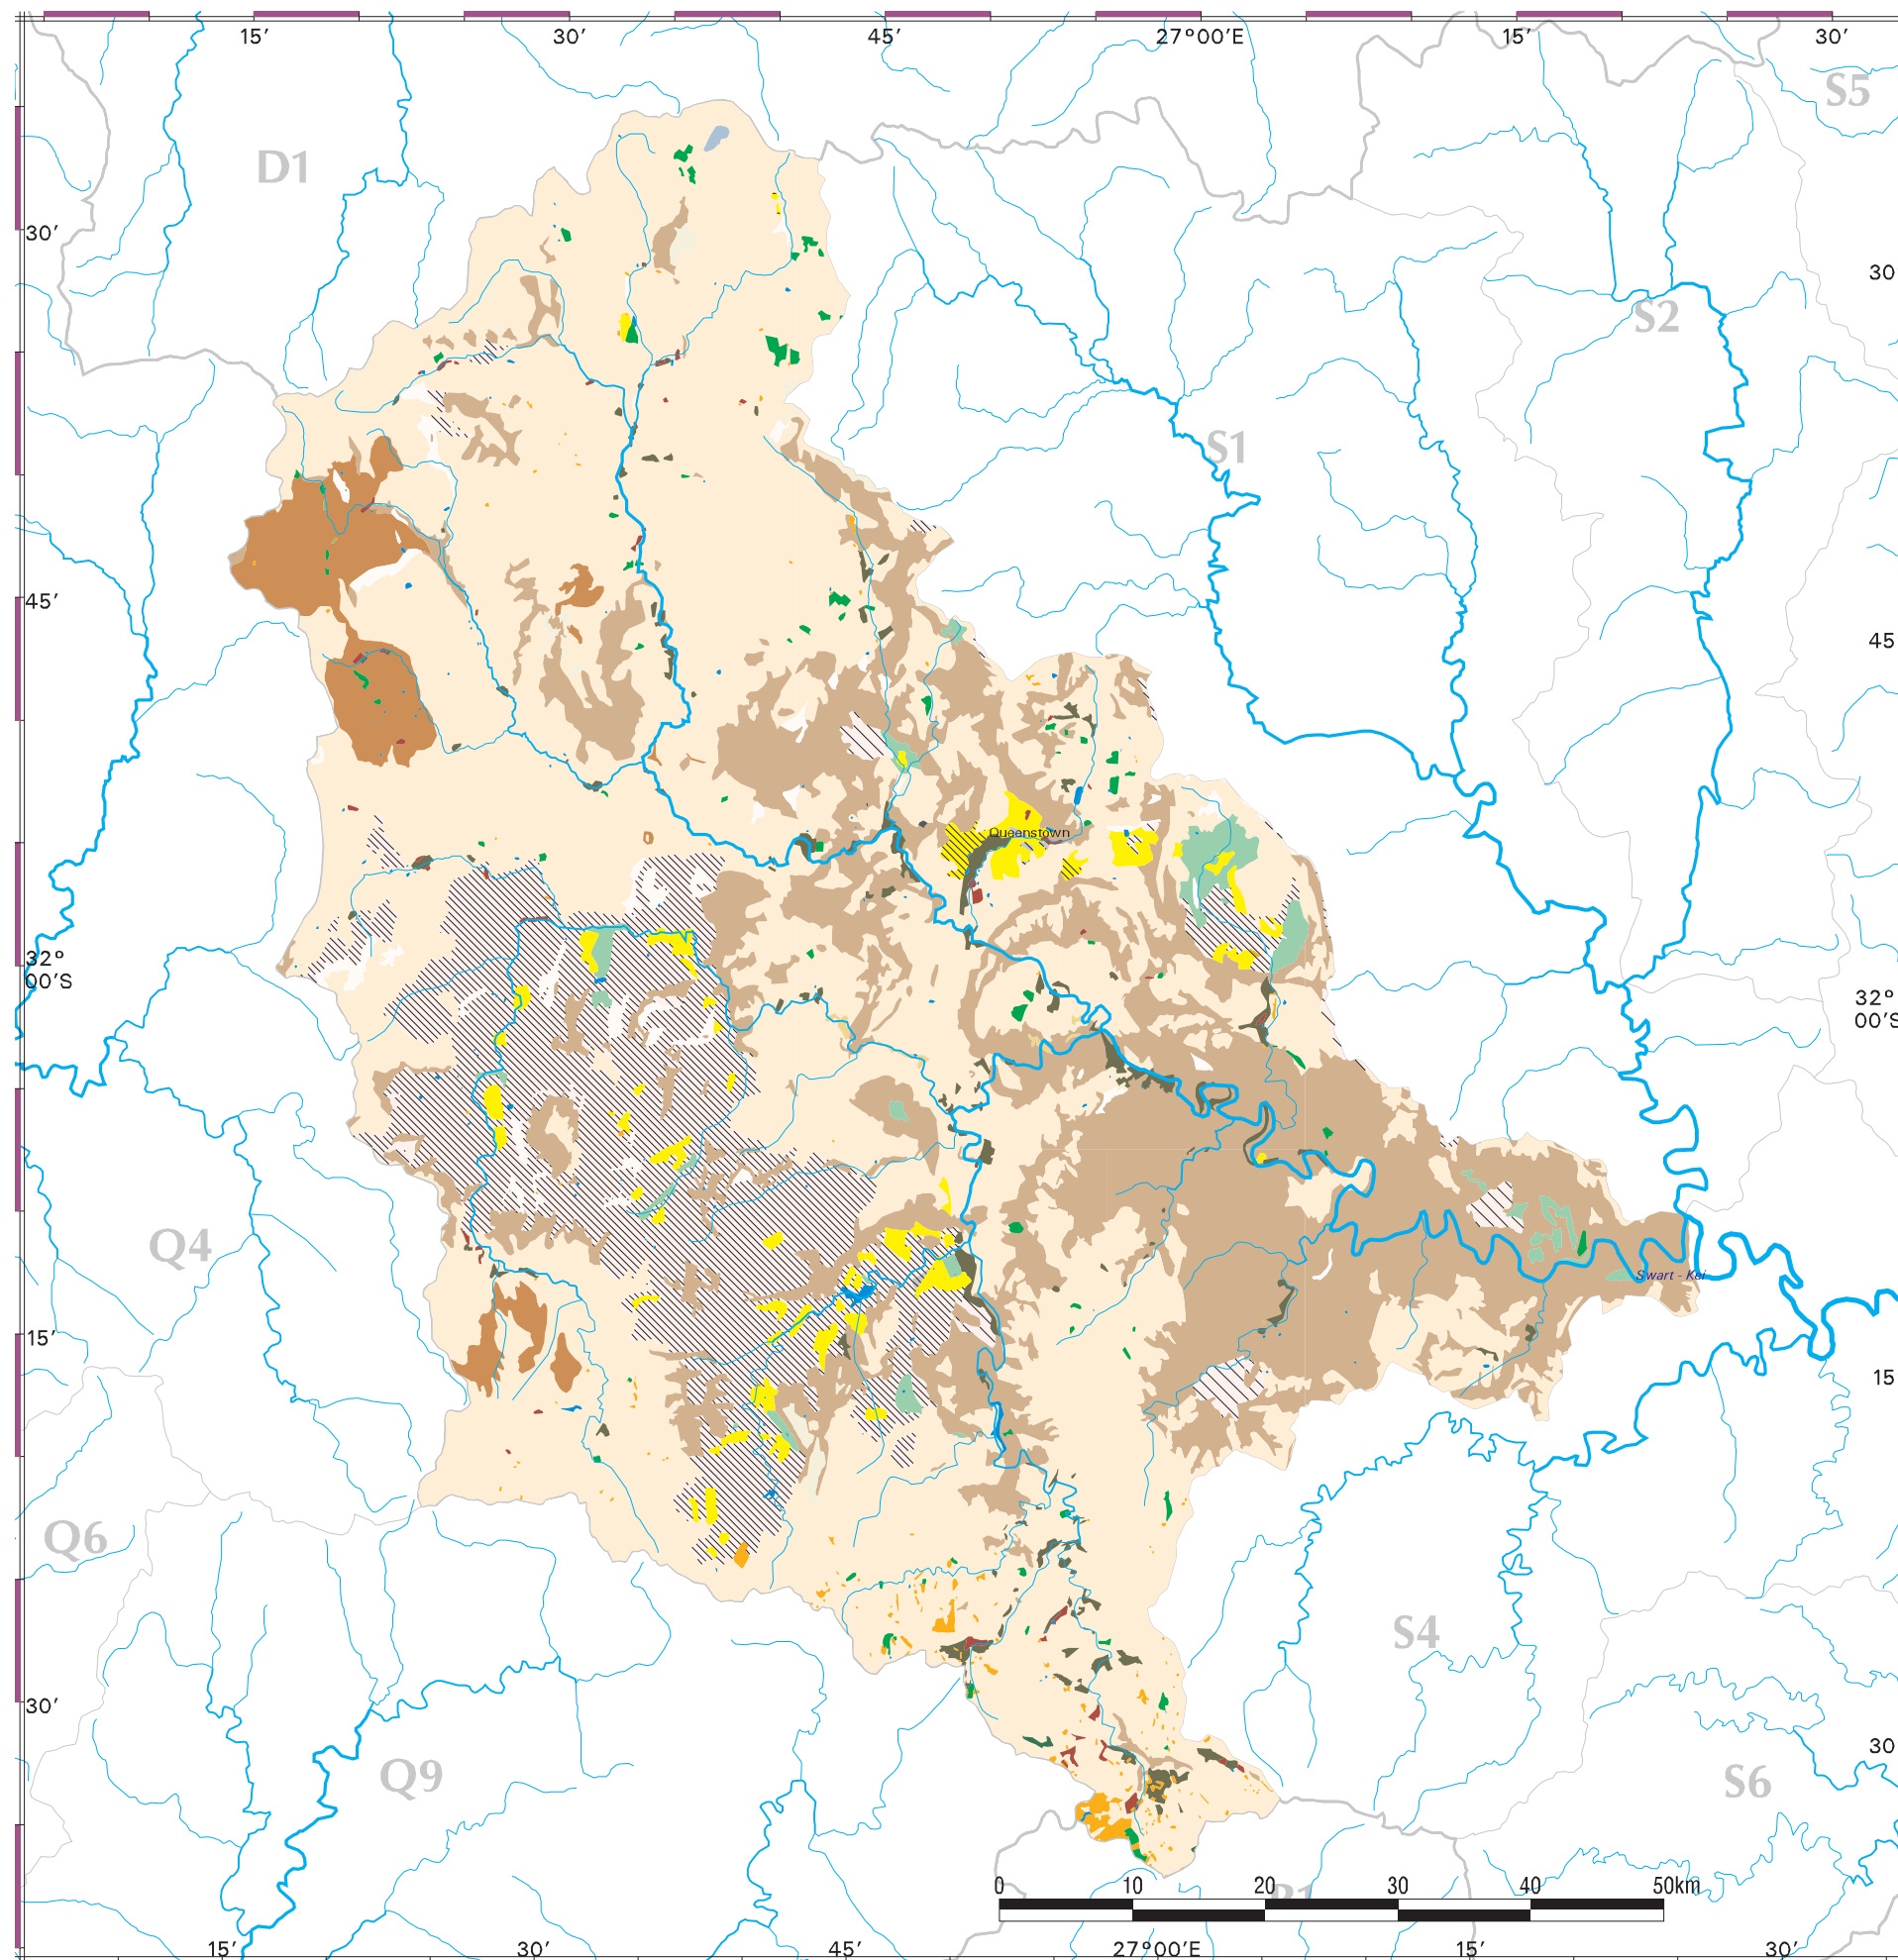 15′ 30′ 45′ 27°00′E 15′ 30′
S5
D1
30′
30
S2
S1
45′
45
Queenstown
32°
00′S
32°
00′S
Q4
Swart - Kei
15′
15
Q6
S4
30′
30
Q9
S6
0 10 20 30 40 50km
15′ 30′ 45′ 27°00′E 15′ 30′